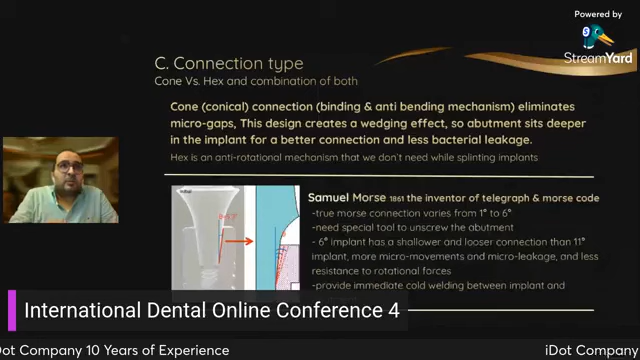 Powered by
StreamYard
C. Connection type
Cone Vs. Hex and combination of both
Cone (conical) connection (binding & anti bending mechanism) eliminates
micro-gaps, This design creates a wedging effect, so abutment sits deeper
in the implant for a better connection and less bacterial leakage.
Hex is an anti-rotational mechanism that we don't need while splinting implants
Samuel Morse 1861 the inventor of telegraph & morse code
-true morse connection varies from 1° to 6°
-need special tool to unscrew the abutment
- 6° implant has a shallower and looser connection than 11°
implant, more micro-movements and micro-leakage, and less
resistance to rotational forces
-provide immediate cold welding between implant and
International Dental Online Conference 4
Dot Company 10 Years of Experience
iDot Company